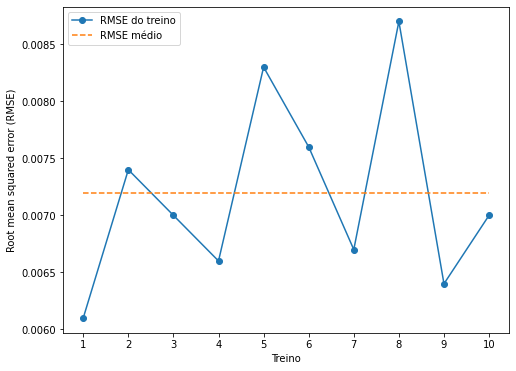 RMSE do treino
RMSE médio
Root mean squared error (RMSE)
0.0085
0.0080
0.0075
0.0070
0.0065
0.0060
1 2 3 4 5 6 7 8 9 10
Treino